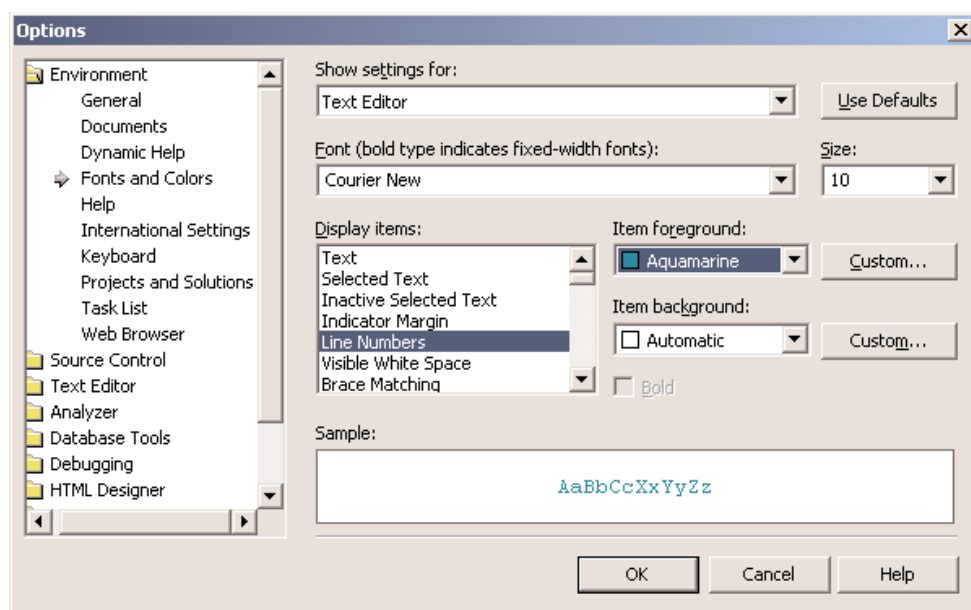 Options
Environment
General
Documents
Dynamic Help
Fonts and Colors
Help
International Settings
Keyboard
Projects and Solutions
Task List
Web Browser
Source Control
Text Editor
Analyzer
Database Tools
Debugging
HTML Designer
Show settings for:
Text Editor
Use Defaults
Font (bold type indicates fixed-width fonts):
Size:
Courier New
10
Display items:
Text
Selected Text
Inactive Selected Text
Indicator Margin
Line Numbers
Visible White Space
Brace Matching
Item foreground:
Aquamarine
Custom...
Item background:
Automatic
Custom...
Bold
Sample:
AaBbCcXxYyZz
OK
Cancel
Help